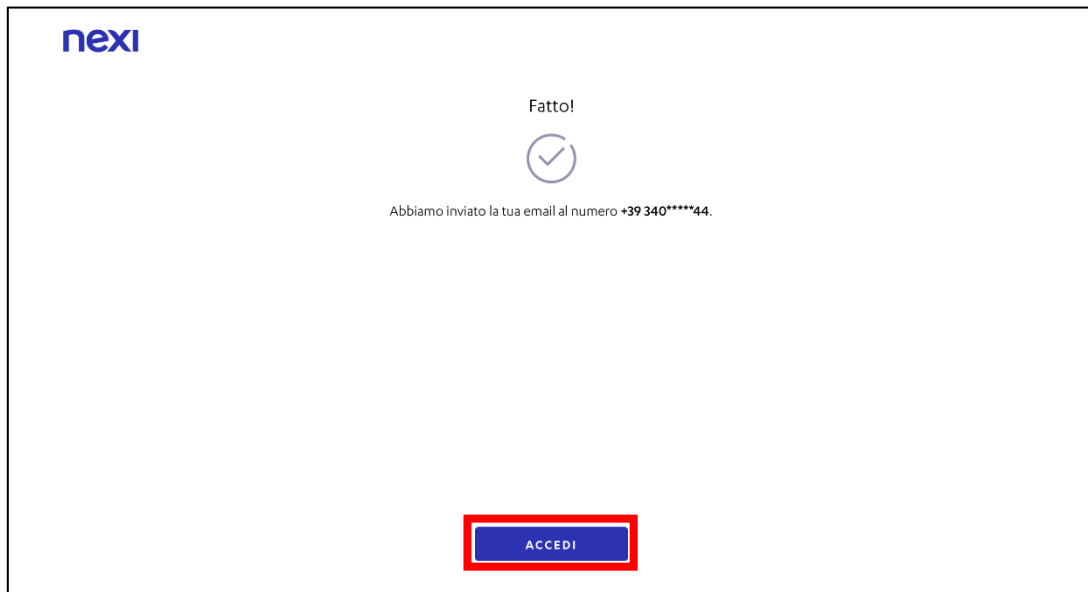 nexi
Fatto!
Abbiamo inviato la tua email al numero +39 340*****44.
ACCEDI